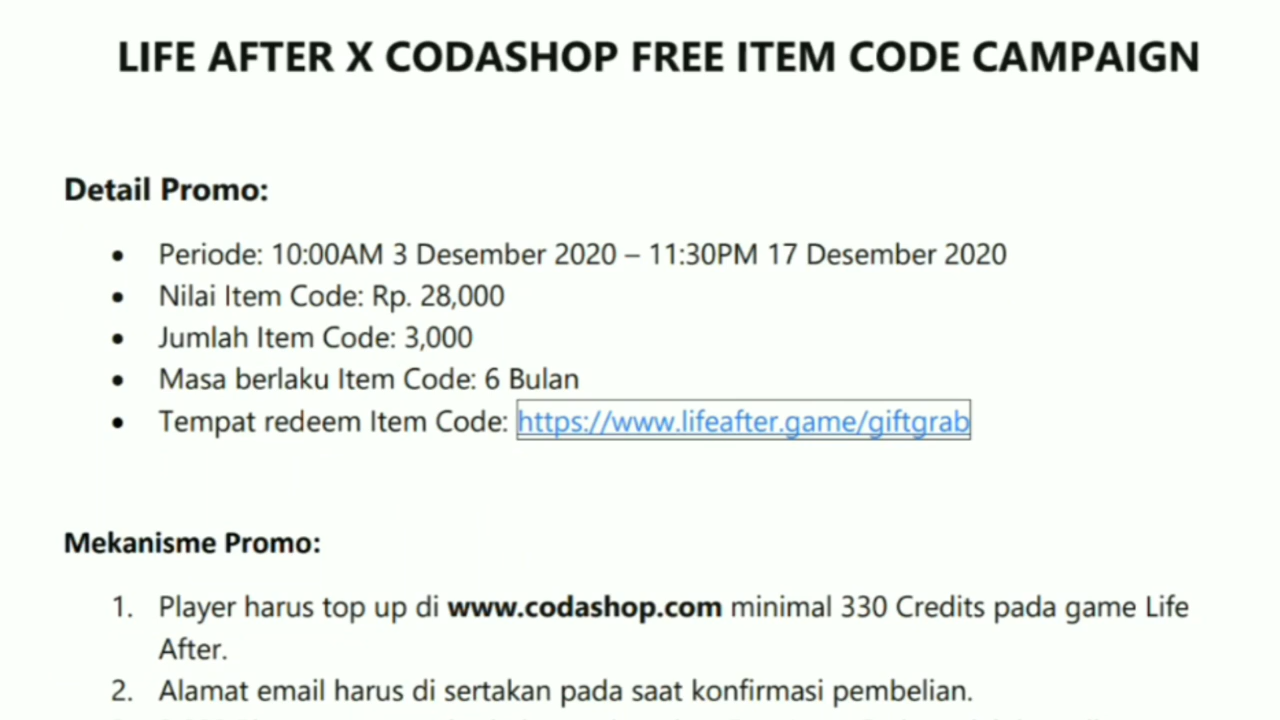 LIFE AFTER X CODASHOP FREE ITEM CODE CAMPAIGN
Detail Promo:
• Periode: 10:00AM 3 Desember 2020 – 11:30PM 17 Desember 2020
• Nilai Item Code: Rp. 28,000
• Jumlah Item Code: 3,000
• Masa berlaku Item Code: 6 Bulan
• Tempat redeem Item Code: https://www.lifeafter.game/giftgrab
Mekanisme Promo:
1. Player harus top up di www.codashop.com minimal 330 Credits pada game Life
After.
2. Alamat email harus di sertakan pada saat konfirmasi pembelian.